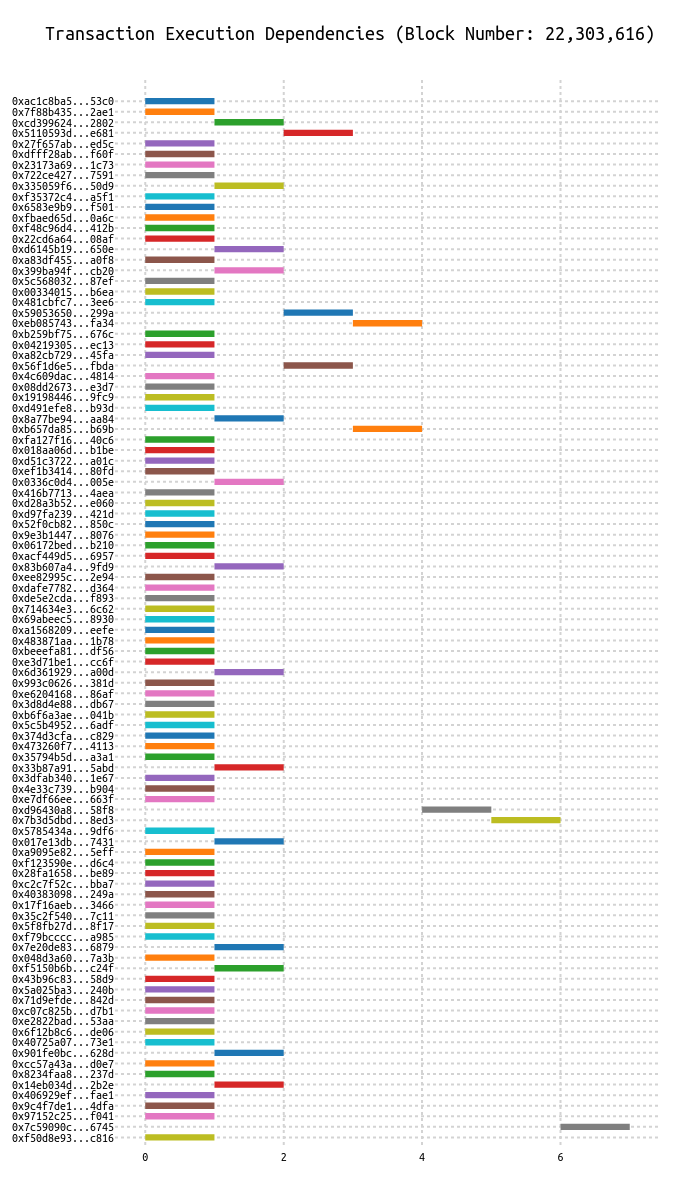 Transaction Execution Dependencies (Block Number: 22,303,616)
0xac1c8ba5...53c0
0x7f88b435...2ae1
0xcd399624...2802
0x5110593d...e681
0x27f657ab...ed5c
0xdfff28ab...f60f
0x23173a69...1c73
0x722ce427...7591
0x335059f6...50d9
0xf35372c4...a5f1
0x6583e9b9...f501
0xfbaed65d...0a6c
0xf48c96d4...412b
0x22cd6a64...08af
0xd6145b19...650e
0xa83df455...a0f8
0x399ba94f...cb20
0x5c568032...87ef
0x00334015...b6ea
0x481cbfc7...3ee6
0x59053650...299a
0xeb085743...fa34
0xb259bf75...676c
0x04219305...ec13
0xa82cb729...45fa
0x56f1d6e5...fbda
0x4c609dac...4814
0x08dd2673...e3d7
0x19198446...9fc9
0xd491efe8...b93d
0x8a77be94...aa84
0xb657da85...b69b
0xfa127f16...40c6
0x018aa06d...b1be
0xd51c3722...a01c
0xef1b3414...80fd
0x0336c0d4...005e
0x416b7713...4aea
0xd28a3b52...e060
0xd97fa239...421d
0x52f0cb82...850c
0x9e3b1447...8076
0x06172bed...b210
0xacf449d5...6957
0x83b607a4...9fd9
0xee82995c...2e94
0xdafe7782...d364
0xde5e2cda...f893
0x714634e3...6c62
0x69abeec5...8930
0xa1568209...eefe
0x483871aa...1b78
0xbeeefa81...df56
0xe3d71be1...cc6f
0x6d361929...a00d
0x993c0626...381d
0xe6204168...86af
0x3d8d4e88...db67
0xb6f6a3ae...041b
0x5c5b4952...6adf
0x374d3cfa...c829
0x473260f7...4113
0x35794b5d...a3a1
0x33b87a91...5abd
0x3dfab340...1e67
0x4e33c739...b904
0xe7df66ee...663f
0xd96430a8...58f8
0x7b3d5dbd...8ed3
0x5785434a...9df6
0x017e13db...7431
0xa9095e82...5eff
0xf123590e...d6c4
0x28fa1658...be89
0xc2c7f52c...bba7
0x40383098...249a
0x17f16aeb...3466
0x35c2f540...7c11
0x5f8fb27d...8f17
0xf79bcccc...a985
0x7e20de83...6879
0x048d3a60...7a3b
0xf5150b6b...c24f
0x43b96c83...58d9
0x5a025ba3...240b
0x71d9efde...842d
0xc07c825b...d7b1
0xe2822bad...53aa
0x6f12b8c6...de06
0x40725a07...73e1
0x901fe0bc...628d
0xcc57a43a...d0e7
0x8234faa8...237d
0x14eb034d...2b2e
0x406929ef...fae1
0x9c4f7de1...4dfa
0x97152c25...f041
0x7c59090c...6745
0xf50d8e93...c816
0 2 4 6